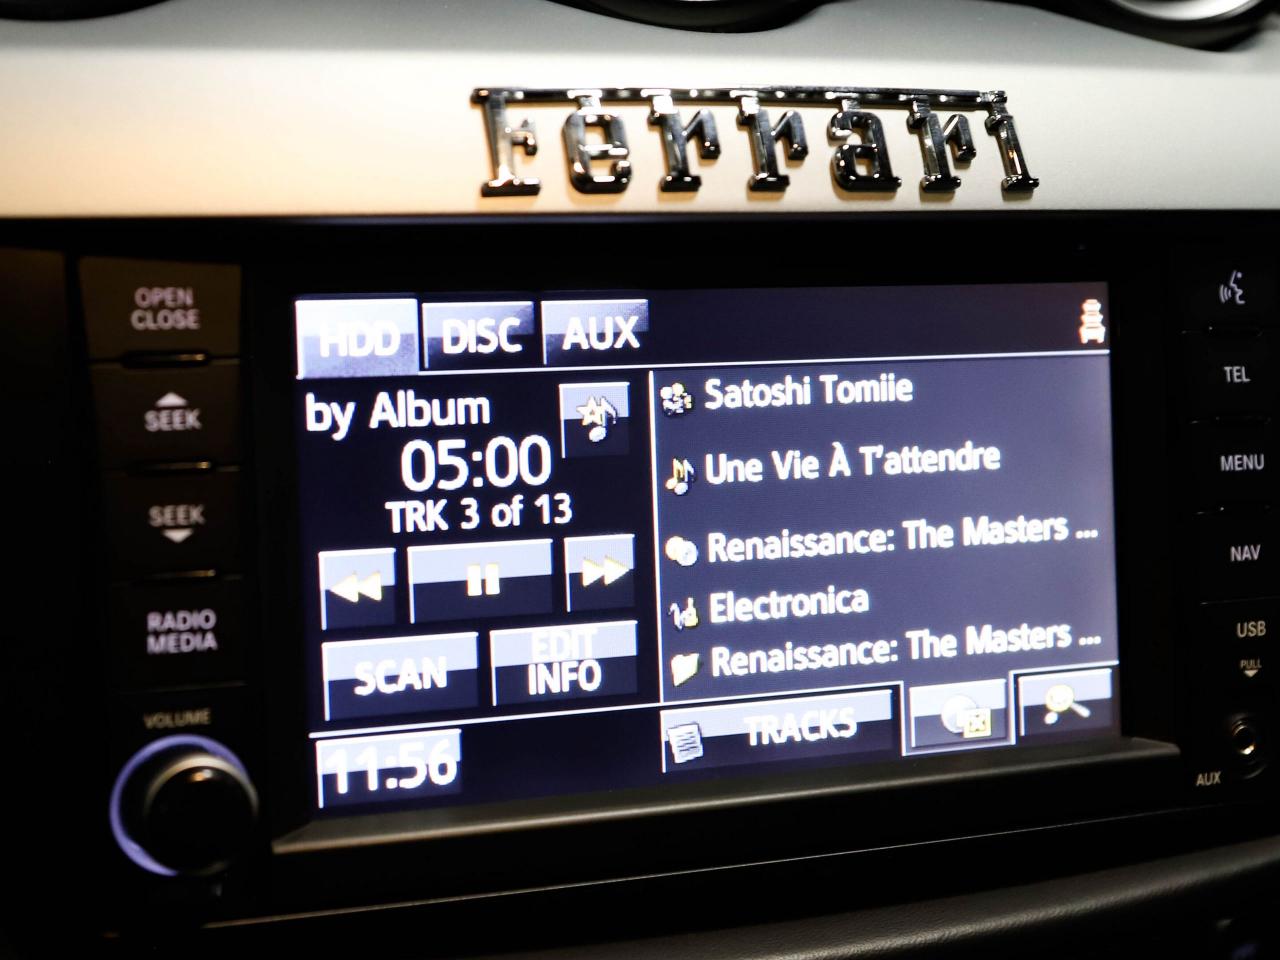 Ferrari
OPEN
CLOSE
SEEK
SEEK
RADIO
MEDIA
VOLUME
HDD
DISC
AUX
by Album
05:00
TRK 3 of 13
SCAN
EDIT
INFO
11:56
Satoshi Tomiie
Une Vie À T'attendre
Renaissance: The Masters ...
Electronica
Renaissance: The Masters ...
TRACKS
TEL
MENU
NAV
USB
PULL
AUX